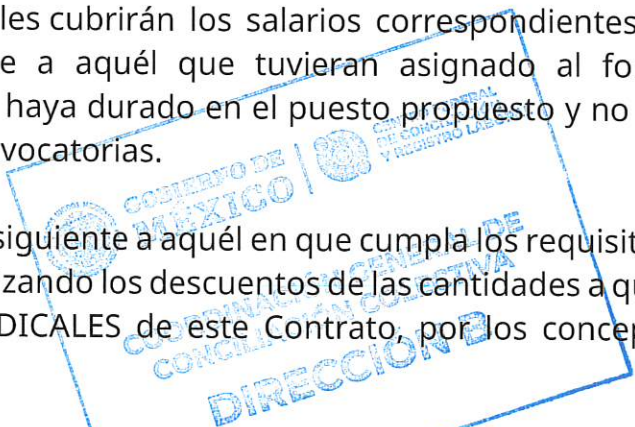 les cubrirán los salarios correspondientes
e a aquél que tuvieran asignado al fo
haya durado en el puesto propuesto y no
vocatorias.
GOBIERNO DE
MÉXICO
CENTRO FEDERAL
DE CONCILIACIÓN
Y REGISTRO LABORAL
siguiente a aquél en que cumpla los requisit
zando los descuentos de las cantidades a qu
DICALES de este Contrato, por los concep
COORDINACIÓN GENERAL DE
CONCILIACIÓN COLECTIVA
DIRECCIÓN B